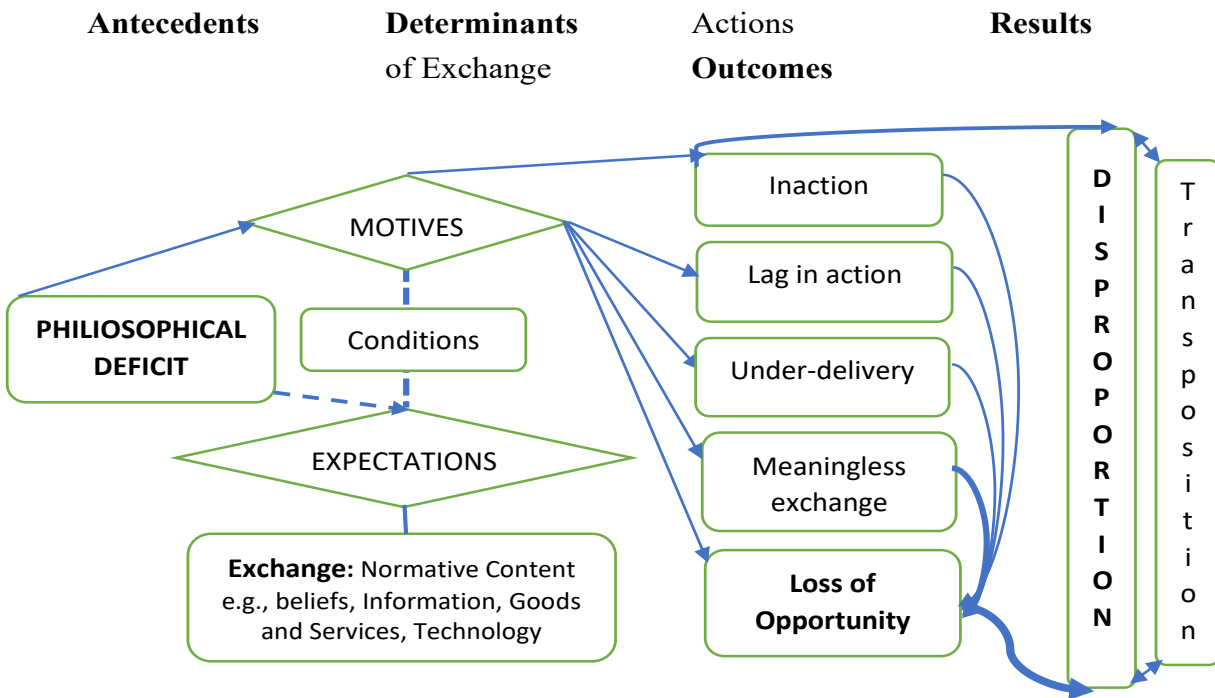 Antecedents
Determinants
of Exchange
Actions
Outcomes
Results
MOTIVES
PHILIOSOPHICAL
DEFICIT
Conditions
EXPECTATIONS
Exchange: Normative Content
e.g., beliefs, Information, Goods
and Services, Technology
Inaction
Lag in action
Under-delivery
Meaningless
exchange
Loss of
Opportunity
DISPROPORTION
Transposition